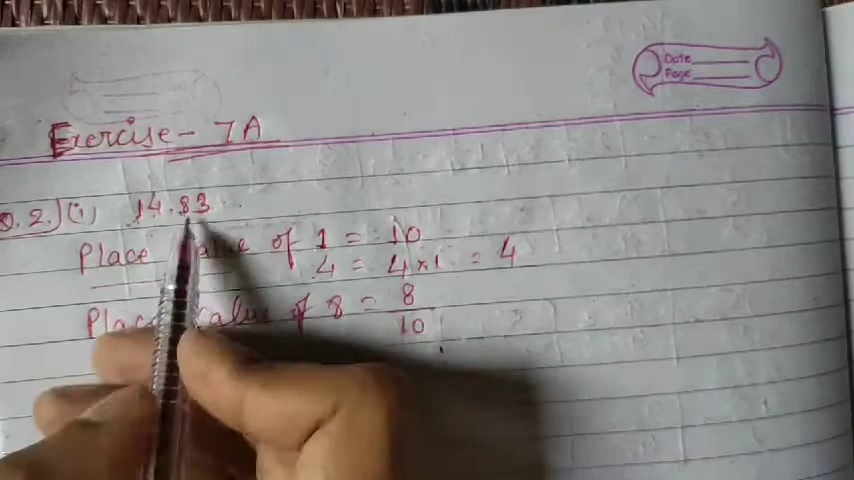 Date
Page
Exercise - 7A
Q.2.) (i) 14.83
Place value of 1 = 10
4 = 4×1 = 4
Place value of 8 = 8
10